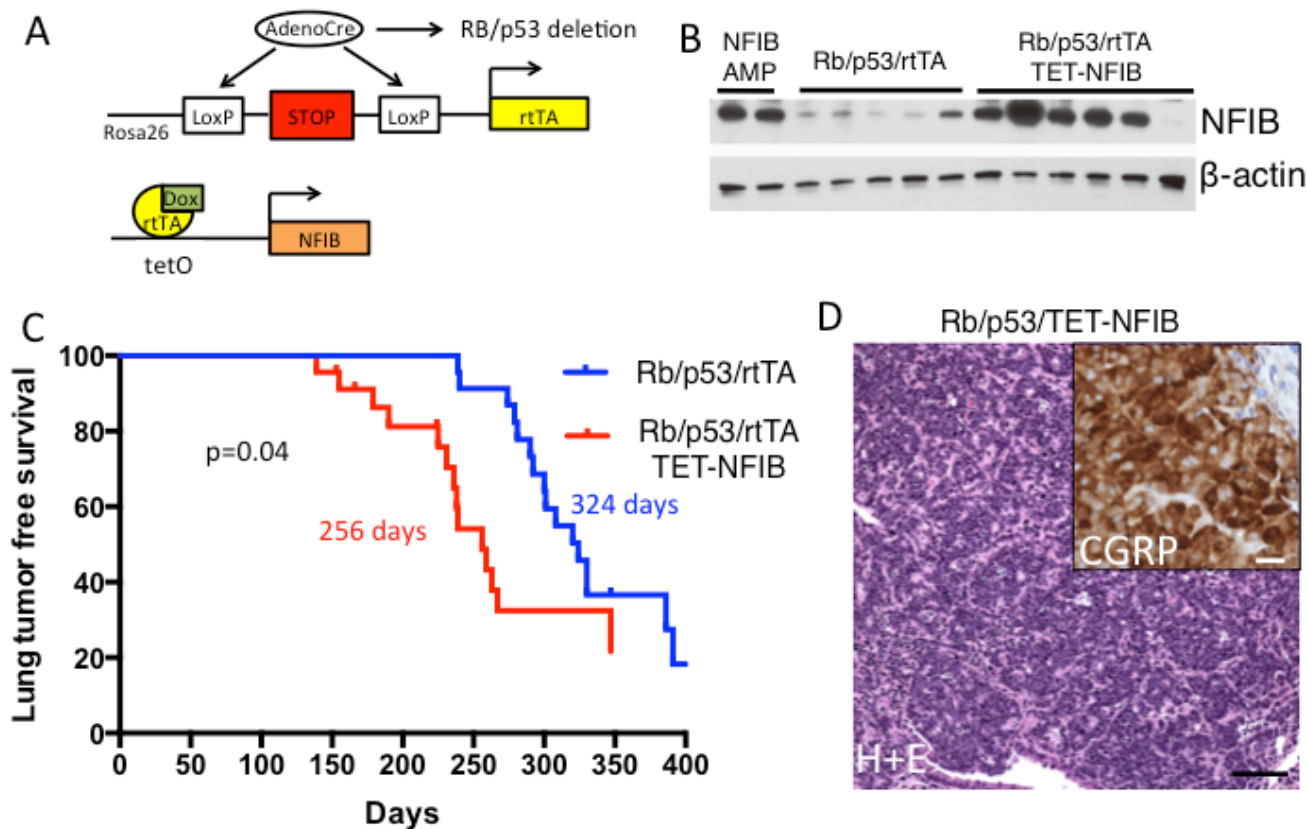 A
AdenoCre
RB/p53 deletion
LoxP
STOP
LoxP
rtTA
Rosa26
Dox
rtTA
NFIB
tetO
B
NFIB
AMP
Rb/p53/rtTA
Rb/p53/rtTA
TET-NFIB
NFIB
β-actin
C
Lung tumor free survival
100
80
60
40
20
0
p=0.04
256 days
324 days
Rb/p53/rtTA
Rb/p53/rtTA
TET-NFIB
0 50 100 150 200 250 300 350 400
Days
D
Rb/p53/TET-NFIB
CGRP
H+E